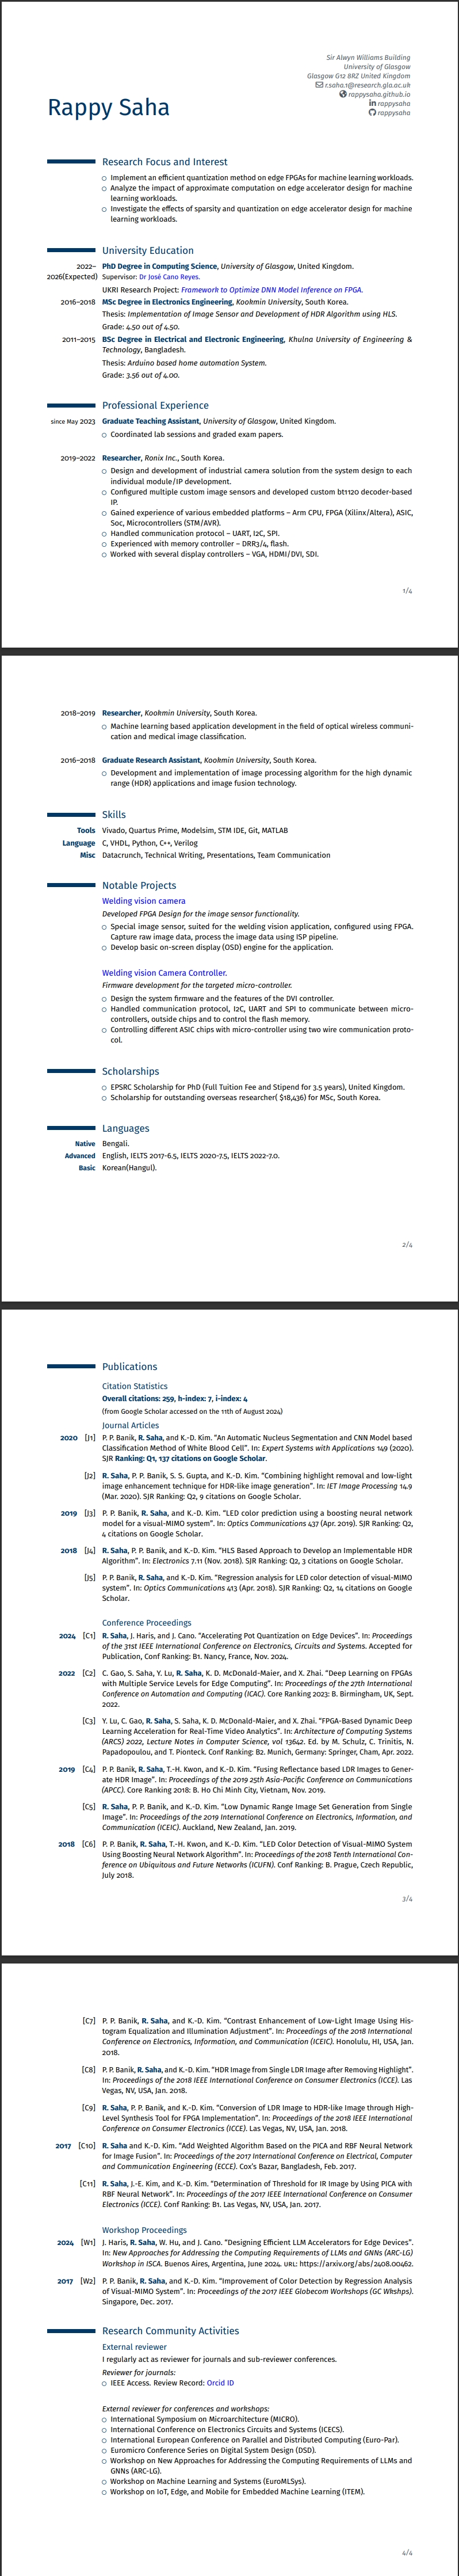 Sir Alwyn Williams Building
University of Glasgow
Glasgow G12 8RZ United Kingdom
r.saha.1@research.gla.ac.uk
rappysaha.github.io
rappysaha
rappysaha
Rappy Saha
Research Focus and Interest
Implement an efficient quantization method on edge FPGAs for machine learning workloads.
Analyze the impact of approximate computation on edge accelerator design for machine
learning workloads.
Investigate the effects of sparsity and quantization on edge accelerator design for machine
learning workloads.
University Education
2022–
2026(Expected)
PhD Degree in Computing Science, University of Glasgow, United Kingdom.
Supervisor: Dr José Cano Reyes.
UKRI Research Project: Framework to Optimize DNN Model Inference on FPGA.
2016–2018 MSc Degree in Electronics Engineering, Kookmin University, South Korea.
Thesis: Implementation of Image Sensor and Development of HDR Algorithm using HLS.
Grade: 4.50 out of 4.50.
2011–2015 BSc Degree in Electrical and Electronic Engineering, Khulna University of Engineering &
Technology, Bangladesh.
Thesis: Arduino based home automation System.
Grade: 3.56 out of 4.00.
Professional Experience
since May 2023 Graduate Teaching Assistant, University of Glasgow, United Kingdom.
Coordinated lab sessions and graded exam papers.
2019–2022 Researcher, Ronix Inc., South Korea.
Design and development of industrial camera solution from the system design to each
individual module/IP development.
Configured multiple custom image sensors and developed custom bt1120 decoder-based
IP.
Gained experience of various embedded platforms – Arm CPU, FPGA (Xilinx/Altera), ASIC,
Soc, Microcontrollers (STM/AVR).
Handled communication protocol – UART, I2C, SPI.
Experienced with memory controller – DRR3/4, flash.
Worked with several display controllers – VGA, HDMI/DVI, SDI.
1/4
2018–2019 Researcher, Kookmin University, South Korea.
Machine learning based application development in the field of optical wireless communi-
cation and medical image classification.
2016–2018 Graduate Research Assistant, Kookmin University, South Korea.
Development and implementation of image processing algorithm for the high dynamic
range (HDR) applications and image fusion technology.
Skills
Tools Vivado, Quartus Prime, Modelsim, STM IDE, Git, MATLAB
Language C, VHDL, Python, C++, Verilog
Misc Datacrunch, Technical Writing, Presentations, Team Communication
Notable Projects
Welding vision camera
Developed FPGA Design for the image sensor functionality.
Special image sensor, suited for the welding vision application, configured using FPGA.
Capture raw image data, process the image data using ISP pipeline.
Develop basic on-screen display (OSD) engine for the application.
Welding vision Camera Controller.
Firmware development for the targeted micro-controller.
Design the system firmware and the features of the DVI controller.
Handled communication protocol, I2C, UART and SPI to communicate between micro-
controllers, outside chips and to control the flash memory.
Controlling different ASIC chips with micro-controller using two wire communication proto-
col.
Scholarships
EPSRC Scholarship for PhD (Full Tuition Fee and Stipend for 3.5 years), United Kingdom.
Scholarship for outstanding overseas researcher( $18,436) for MSc, South Korea.
Languages
Native Bengali.
Advanced English, IELTS 2017-6.5, IELTS 2020-7.5, IELTS 2022-7.0.
Basic Korean(Hangul).
2/4
Publications
Citation Statistics
Overall citations: 259, h-index: 7, i-index: 4
(from Google Scholar accessed on the 11th of August 2024)
Journal Articles
2020 [J1] P. P. Banik, R. Saha, and K.-D. Kim. “An Automatic Nucleus Segmentation and CNN Model based
Classification Method of White Blood Cell”. In: Expert Systems with Applications 149 (2020).
SJR Ranking: Q1, 137 citations on Google Scholar.
[J2] R. Saha, P. P. Banik, S. S. Gupta, and K.-D. Kim. “Combining highlight removal and low-light
image enhancement technique for HDR-like image generation”. In: IET Image Processing 14.9
(Mar. 2020). SJR Ranking: Q2, 9 citations on Google Scholar.
2019 [J3] P. P. Banik, R. Saha, and K.-D. Kim. “LED color prediction using a boosting neural network
model for a visual-MIMO system”. In: Optics Communications 437 (Apr. 2019). SJR Ranking: Q2,
4 citations on Google Scholar.
2018 [J4] R. Saha, P. P. Banik, and K.-D. Kim. “HLS Based Approach to Develop an Implementable HDR
Algorithm”. In: Electronics 7.11 (Nov. 2018). SJR Ranking: Q2, 3 citations on Google Scholar.
[J5] P. P. Banik, R. Saha, and K.-D. Kim. “Regression analysis for LED color detection of visual-MIMO
system”. In: Optics Communications 413 (Apr. 2018). SJR Ranking: Q2, 14 citations on Google
Scholar.
Conference Proceedings
2024 [C1] R. Saha, J. Haris, and J. Cano. “Accelerating Pot Quantization on Edge Devices”. In: Proceedings
of the 31st IEEE International Conference on Electronics, Circuits and Systems. Accepted for
Publication, Conf Ranking: B1. Nancy, France, Nov. 2024.
2022 [C2] C. Gao, S. Saha, Y. Lu, R. Saha, K. D. McDonald-Maier, and X. Zhai. “Deep Learning on FPGAs
with Multiple Service Levels for Edge Computing”. In: Proceedings of the 27th International
Conference on Automation and Computing (ICAC). Core Ranking 2023: B. Birmingham, UK, Sept.
2022.
[C3] Y. Lu, C. Gao, R. Saha, S. Saha, K. D. McDonald-Maier, and X. Zhai. “FPGA-Based Dynamic Deep
Learning Acceleration for Real-Time Video Analytics”. In: Architecture of Computing Systems
(ARCS) 2022, Lecture Notes in Computer Science, vol 13642. Ed. by M. Schulz, C. Trinitis, N.
Papadopoulou, and T. Pionteck. Conf Ranking: B2. Munich, Germany: Springer, Cham, Apr. 2022.
2019 [C4] P. P. Banik, R. Saha, T.-H. Kwon, and K.-D. Kim. “Fusing Reflectance based LDR Images to Gener-
ate HDR Image”. In: Proceedings of the 2019 25th Asia-Pacific Conference on Communications
(APCC). Core Ranking 2018: B. Ho Chi Minh City, Vietnam, Nov. 2019.
[C5] R. Saha, P. P. Banik, and K.-D. Kim. “Low Dynamic Range Image Set Generation from Single
Image”. In: Proceedings of the 2019 International Conference on Electronics, Information, and
Communication (ICEIC). Auckland, New Zealand, Jan. 2019.
2018 [C6] P. P. Banik, R. Saha, T.-H. Kwon, and K.-D. Kim. “LED Color Detection of Visual-MIMO System
Using Boosting Neural Network Algorithm”. In: Proceedings of the 2018 Tenth International Con-
ference on Ubiquitous and Future Networks (ICUFN). Conf Ranking: B. Prague, Czech Republic,
July 2018.
3/4
[C7] P. P. Banik, R. Saha, and K.-D. Kim. “Contrast Enhancement of Low-Light Image Using His-
togram Equalization and Illumination Adjustment”. In: Proceedings of the 2018 International
Conference on Electronics, Information, and Communication (ICEIC). Honolulu, HI, USA, Jan.
2018.
[C8] P. P. Banik, R. Saha, and K.-D. Kim. “HDR Image from Single LDR Image after Removing Highlight”.
In: Proceedings of the 2018 IEEE International Conference on Consumer Electronics (ICCE). Las
Vegas, NV, USA, Jan. 2018.
[C9] R. Saha, P. P. Banik, and K.-D. Kim. “Conversion of LDR Image to HDR-like Image through High-
Level Synthesis Tool for FPGA Implementation”. In: Proceedings of the 2018 IEEE International
Conference on Consumer Electronics (ICCE). Las Vegas, NV, USA, Jan. 2018.
2017 [C10] R. Saha and K.-D. Kim. “Add Weighted Algorithm Based on the PICA and RBF Neural Network
for Image Fusion”. In: Proceedings of the 2017 International Conference on Electrical, Computer
and Communication Engineering (ECCE). Cox’s Bazar, Bangladesh, Feb. 2017.
[C11] R. Saha, J.-E. Kim, and K.-D. Kim. “Determination of Threshold for IR Image by Using PICA with
RBF Neural Network”. In: Proceedings of the 2017 IEEE International Conference on Consumer
Electronics (ICCE). Conf Ranking: B1. Las Vegas, NV, USA, Jan. 2017.
Workshop Proceedings
2024 [W1] J. Haris, R. Saha, W. Hu, and J. Cano. “Designing Efficient LLM Accelerators for Edge Devices”.
In: New Approaches for Addressing the Computing Requirements of LLMs and GNNs (ARC-LG)
Workshop in ISCA. Buenos Aires, Argentina, June 2024. URL: https://arxiv.org/abs/2408.00462.
2017 [W2] P. P. Banik, R. Saha, and K.-D. Kim. “Improvement of Color Detection by Regression Analysis
of Visual-MIMO System”. In: Proceedings of the 2017 IEEE Globecom Workshops (GC Wkshps).
Singapore, Dec. 2017.
Research Community Activities
External reviewer
I regularly act as reviewer for journals and sub-reviewer conferences.
Reviewer for journals:
IEEE Access. Review Record: Orcid ID
External reviewer for conferences and workshops:
International Symposium on Microarchitecture (MICRO).
International Conference on Electronics Circuits and Systems (ICECS).
International European Conference on Parallel and Distributed Computing (Euro-Par).
Euromicro Conference Series on Digital System Design (DSD).
Workshop on New Approaches for Addressing the Computing Requirements of LLMs and
GNNs (ARC-LG).
Workshop on Machine Learning and Systems (EuroMLSys).
Workshop on IoT, Edge, and Mobile for Embedded Machine Learning (ITEM).
4/4